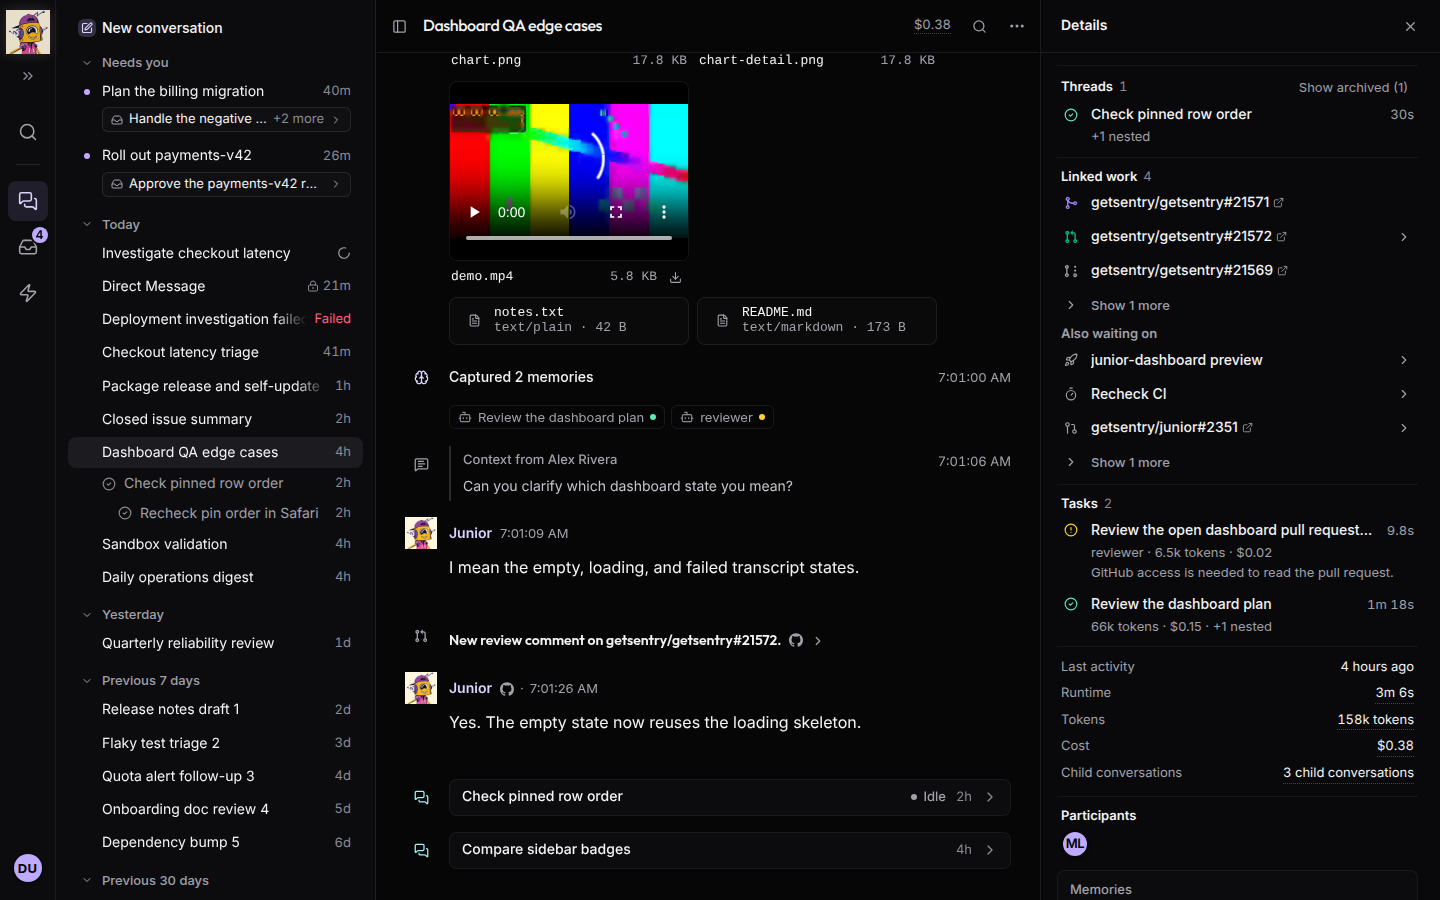 New conversation
Needs you
Plan the billing migration 40m
Handle the negative ... +2 more
Roll out payments-v42 26m
Approve the payments-v42 r...
Today
Investigate checkout latency
Direct Message 21m
Deployment investigation failed Failed
Checkout latency triage 41m
Package release and self-update 1h
Closed issue summary 2h
Dashboard QA edge cases 4h
Check pinned row order 2h
Recheck pin order in Safari 2h
Sandbox validation 4h
Daily operations digest 4h
Yesterday
Quarterly reliability review 1d
Previous 7 days
Release notes draft 1 2d
Flaky test triage 2 3d
Quota alert follow-up 3 4d
Onboarding doc review 4 5d
Dependency bump 5 6d
Previous 30 days
4
DU
Dashboard QA edge cases $0.38
chart.png 17.8 KB chart-detail.png 17.8 KB
0:00
demo.mp4 5.8 KB
notes.txt
text/plain · 42 B
README.md
text/markdown · 173 B
Captured 2 memories 7:01:00 AM
Review the dashboard plan reviewer
Context from Alex Rivera 7:01:06 AM
Can you clarify which dashboard state you mean?
Junior 7:01:09 AM
I mean the empty, loading, and failed transcript states.
New review comment on getsentry/getsentry#21572.
Junior · 7:01:26 AM
Yes. The empty state now reuses the loading skeleton.
Check pinned row order Idle 2h
Compare sidebar badges 4h
Details
Threads 1 Show archived (1)
Check pinned row order 30s
+1 nested
Linked work 4
getsentry/getsentry#21571
getsentry/getsentry#21572
getsentry/getsentry#21569
Show 1 more
Also waiting on
junior-dashboard preview
Recheck CI
getsentry/junior#2351
Show 1 more
Tasks 2
Review the open dashboard pull request... 9.8s
reviewer · 6.5k tokens · $0.02
GitHub access is needed to read the pull request.
Review the dashboard plan 1m 18s
66k tokens · $0.15 · +1 nested
Last activity 4 hours ago
Runtime 3m 6s
Tokens 158k tokens
Cost $0.38
Child conversations 3 child conversations
Participants
ML
Memories